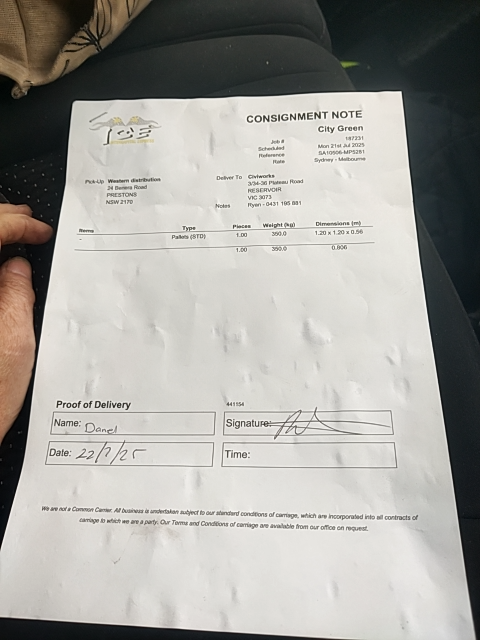 CONSIGNMENT NOTE
City Green
Job # 187231
Scheduled Mon 21st Jul 2025
Reference SA10606-MP5281
Rate Sydney - Melbourne
Pick-Up Western distribution
24 Beriers Road
PRESTONS
NSW 2170
Deliver To Civiworks
3/34-36 Plateau Road
RESERVOIR
VIC 3073
Notes Ryan - 0431 195 881
Items Type Pieces Weight (kg) Dimensions (m)
- Pallets (STD) 1.00 350.0 1.20 x 1.20 x 0.56
1.00 350.0 0.806
Proof of Delivery
441154
Name: Danel
Signature:
Date: 22/7/25
Time:
We are not a Common Carrier. All business is undertaken subject to our standard conditions of carriage, which are incorporated into all contracts of
carriage to which we are a party. Our Terms and Conditions of carriage are available from our office on request.